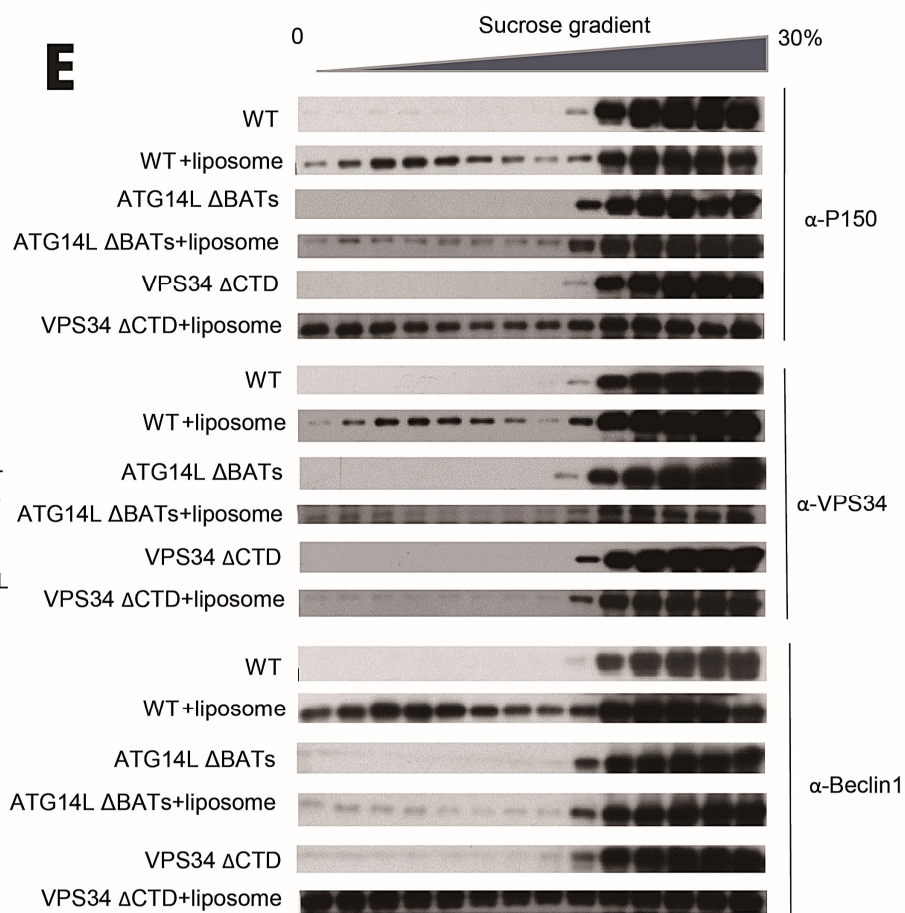 E
Sucrose gradient
0
30%
WT
WT+liposome
ATG14L ΔBATs
ATG14L ΔBATs+liposome
VPS34 ΔCTD
VPS34 ΔCTD+liposome
α-P150
WT
WT+liposome
ATG14L ΔBATs
ATG14L ΔBATs+liposome
VPS34 ΔCTD
VPS34 ΔCTD+liposome
α-VPS34
WT
WT+liposome
ATG14L ΔBATs
ATG14L ΔBATs+liposome
VPS34 ΔCTD
VPS34 ΔCTD+liposome
α-Beclin1